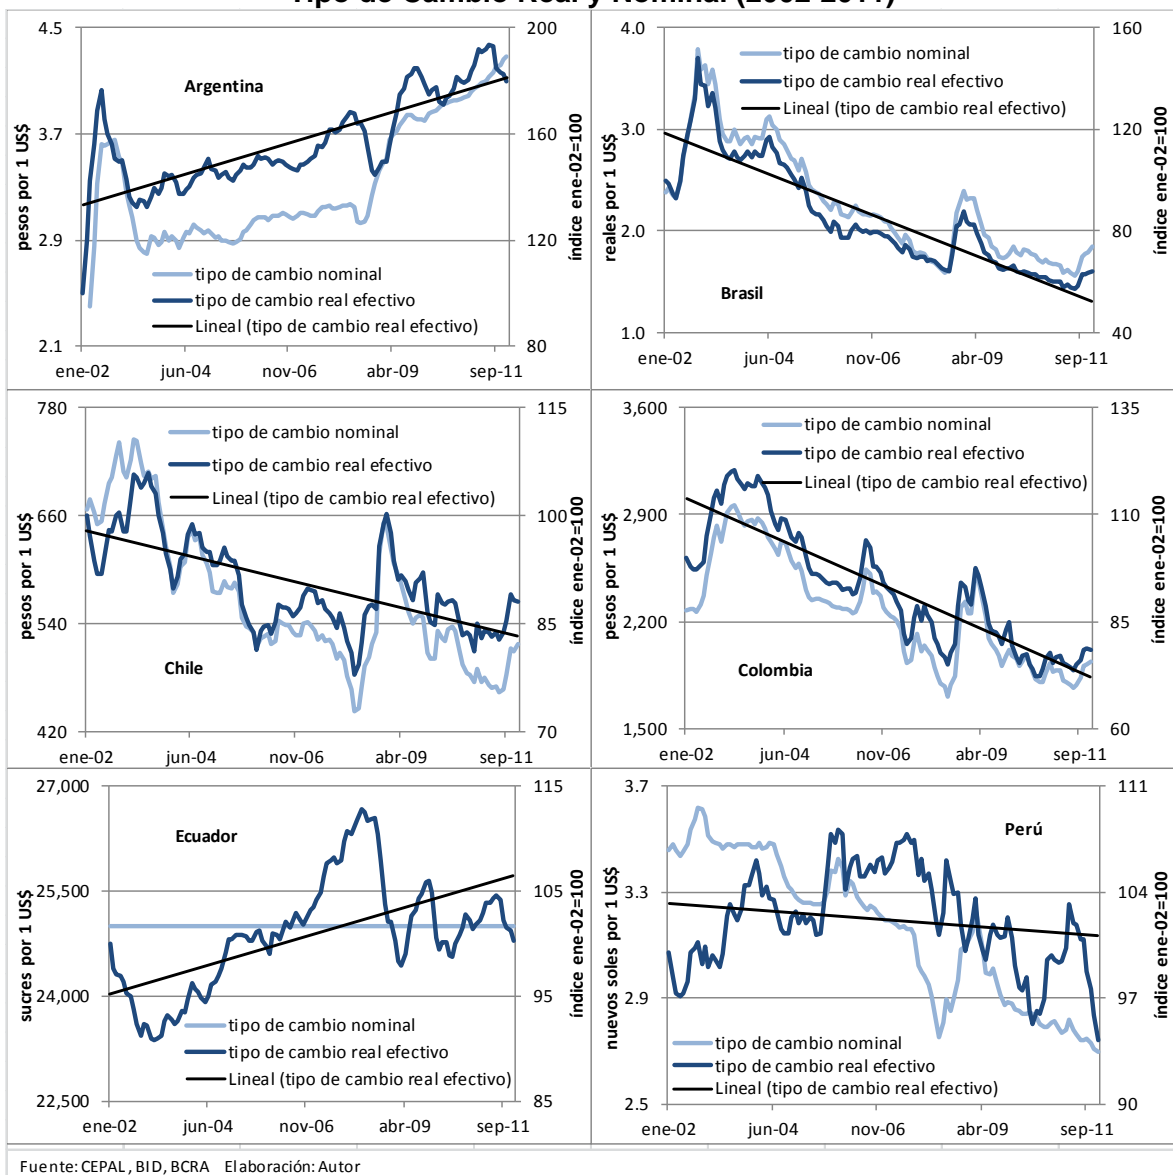 Tipo de Cambio Real y Nominal (2002-2011)
4.5
3.7
2.9
2.1
200
160
120
80
pesos por 1 US$
índice ene-02=100
Argentina
tipo de cambio nominal
tipo de cambio real efectivo
Lineal (tipo de cambio real efectivo)
ene-02 jun-04 nov-06 abr-09 sep-11
4.0
3.0
2.0
1.0
160
120
80
40
reales por 1 US$
índice ene-02=100
tipo de cambio nominal
tipo de cambio real efectivo
Lineal (tipo de cambio real efectivo)
Brasil
ene-02 jun-04 nov-06 abr-09 sep-11
780
660
540
420
115
100
85
70
pesos por 1 US$
índice ene-02=100
tipo de cambio nominal
tipo de cambio real efectivo
Lineal (tipo de cambio real efectivo)
Chile
ene-02 jun-04 nov-06 abr-09 sep-11
3,600
2,900
2,200
1,500
135
110
85
60
pesos por 1 US$
índice ene-02=100
tipo de cambio nominal
tipo de cambio real efectivo
Lineal (tipo de cambio real efectivo)
Colombia
ene-02 jun-04 nov-06 abr-09 sep-11
27,000
25,500
24,000
22,500
115
105
95
85
sucres por 1 US$
índice ene-02=100
Ecuador
tipo de cambio nominal
tipo de cambio real efectivo
Lineal (tipo de cambio real efectivo)
ene-02 jun-04 nov-06 abr-09 sep-11
3.7
3.3
2.9
2.5
111
104
97
90
nuevos soles por 1 US$
índice ene-02=100
Perú
tipo de cambio nominal
tipo de cambio real efectivo
Lineal (tipo de cambio real efectivo)
ene-02 jun-04 nov-06 abr-09 sep-11
Fuente: CEPAL, BID, BCRA Elaboración: Autor